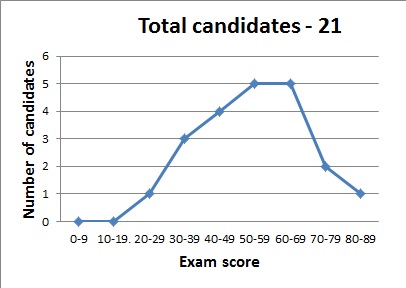 Total candidates - 21
Number of candidates
6
5
4
3
2
1
0
0-9 10-19. 20-29 30-39 40-49 50-59 60-69 70-79 80-89
Exam score